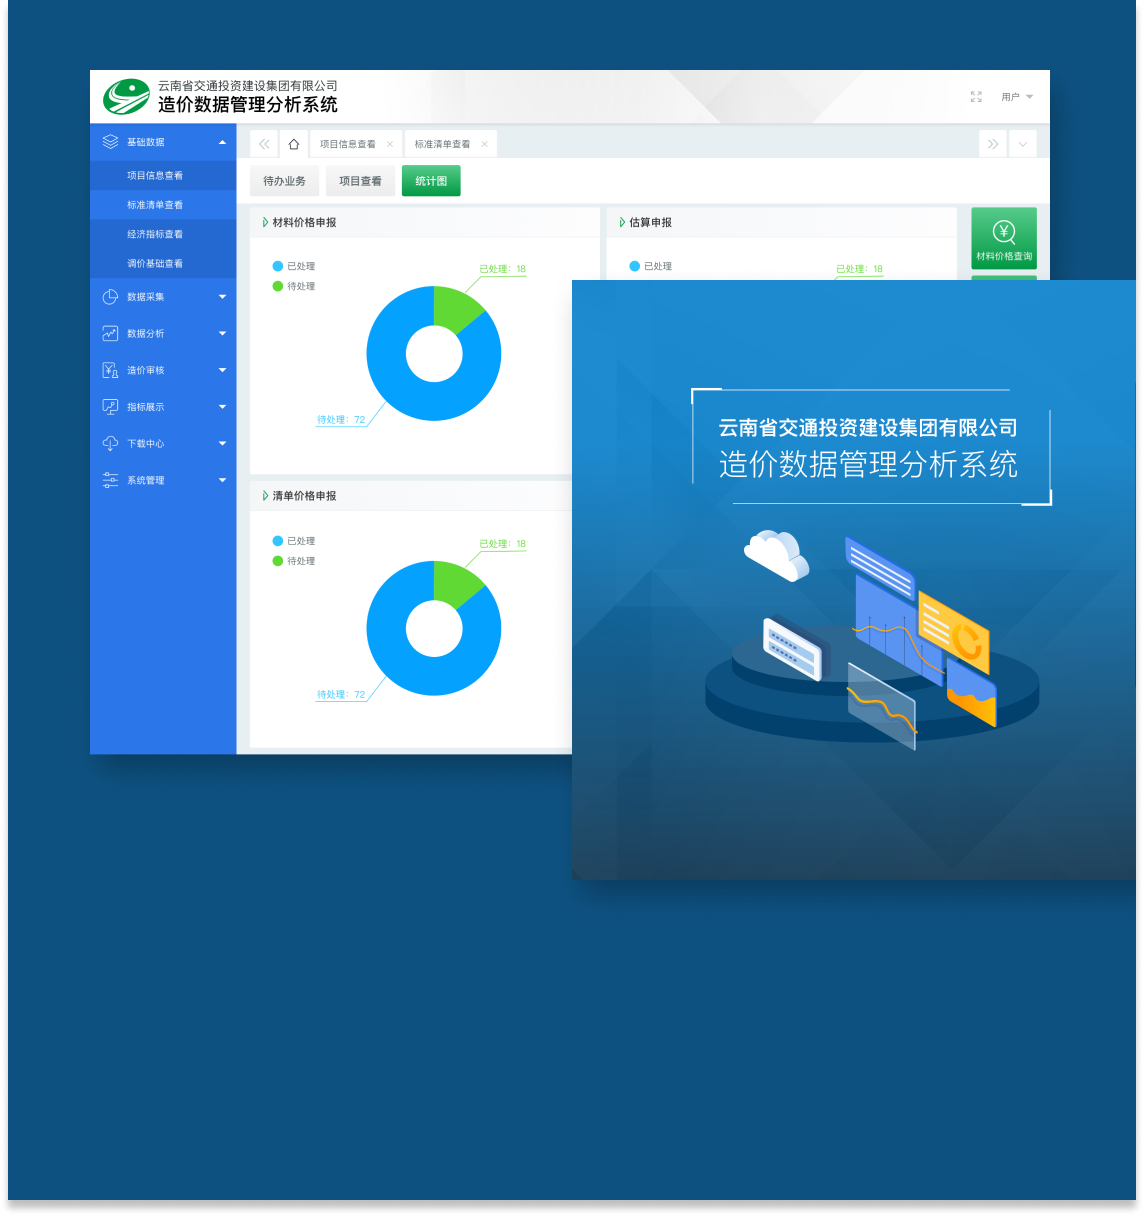 云南省交通投资建设集团有限公司
造价数据管理分析系统
用户
基础数据
项目信息查看
标准清单查看
经济指标查看
调价基础查看
数据采集
数据分析
造价审核
指标展示
下载中心
系统管理
项目信息查看
标准清单查看
待办业务
项目查看
统计图
材料价格申报
已处理
待处理
已处理：18
待处理：72
估算申报
已处理
已处理：18
材料价格查询
清单价格申报
已处理
待处理
已处理：18
待处理：72
云南省交通投资建设集团有限公司
造价数据管理分析系统